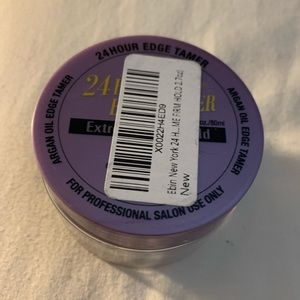 24 HOUR EDGE TAMER
ARGAN OIL EDGE TAMER
ARGAN OIL EDGE TAMER
24
Extr
/80ml
X0022H4ED9
Ebin New York 24 H...ME FIRM HOLD 2.7oz/
New
FOR PROFESSIONAL SALON USE ONLY